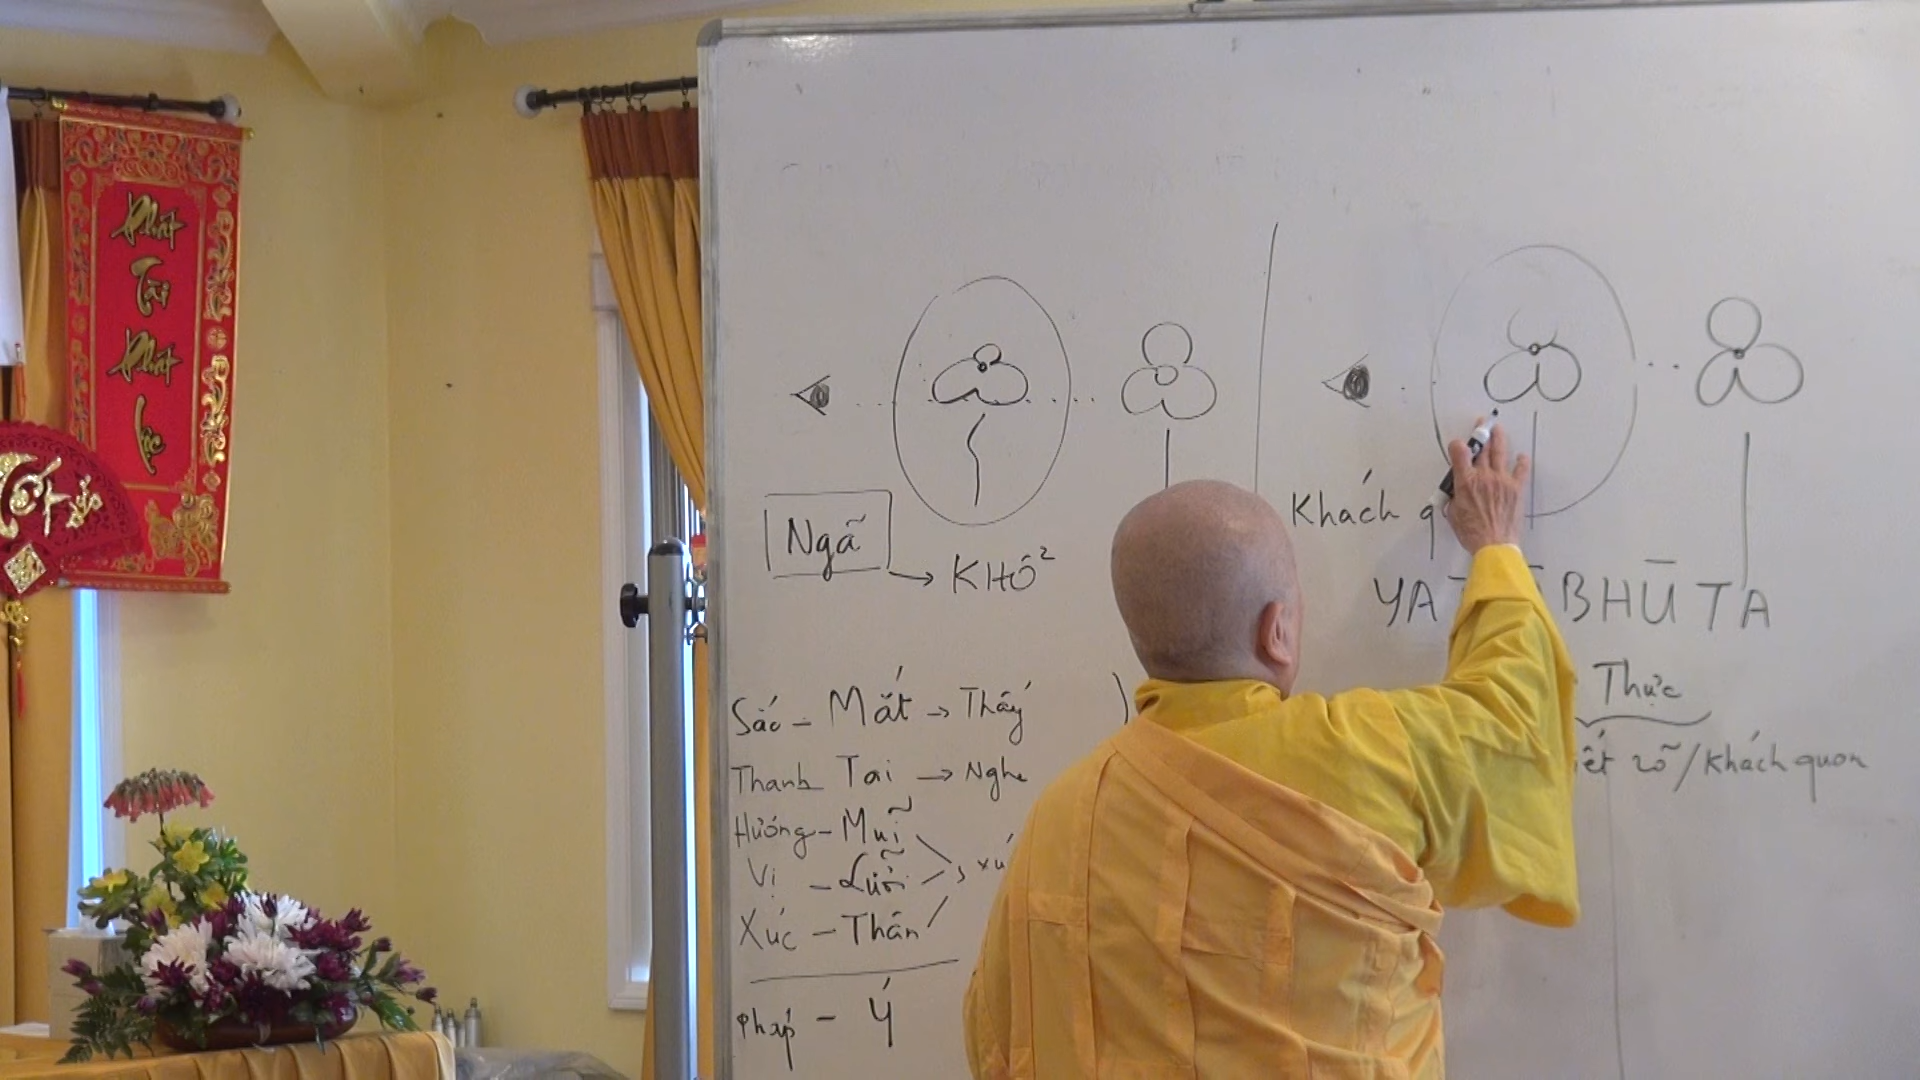 Phát
Tài
Phát
Lộc
Ngã
→ KHỔ²
Khách
YA BHŪTA
Thực
rõ / Khách quan
Sắc – Mắt → Thấy
Thanh Tai → Nghe
Hương – Mũi
Vị – Lưỡi
Xúc – Thân
Pháp – Ý